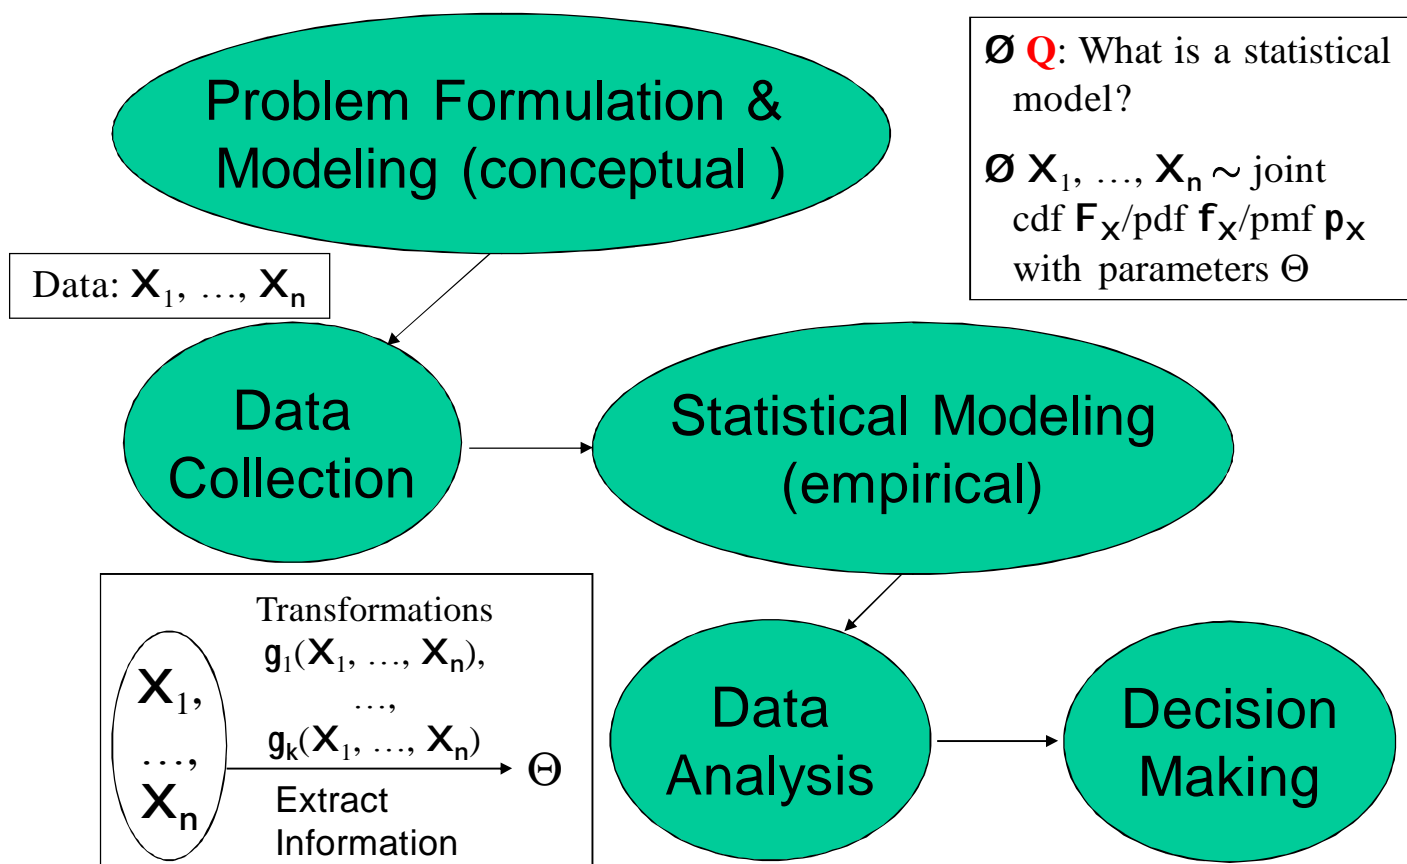 Problem Formulation &
Modeling (conceptual )
Ø Q: What is a statistical
model?
Ø X1, …, Xn ~ joint
cdf FX/pdf fX/pmf pX
with parameters Θ
Data: X1, …, Xn
Data
Collection
Statistical Modeling
(empirical)
Transformations
g1(X1, …, Xn),
…,
gk(X1, …, Xn)
X1,
…,
Xn
Θ
Extract
Information
Data
Analysis
Decision
Making